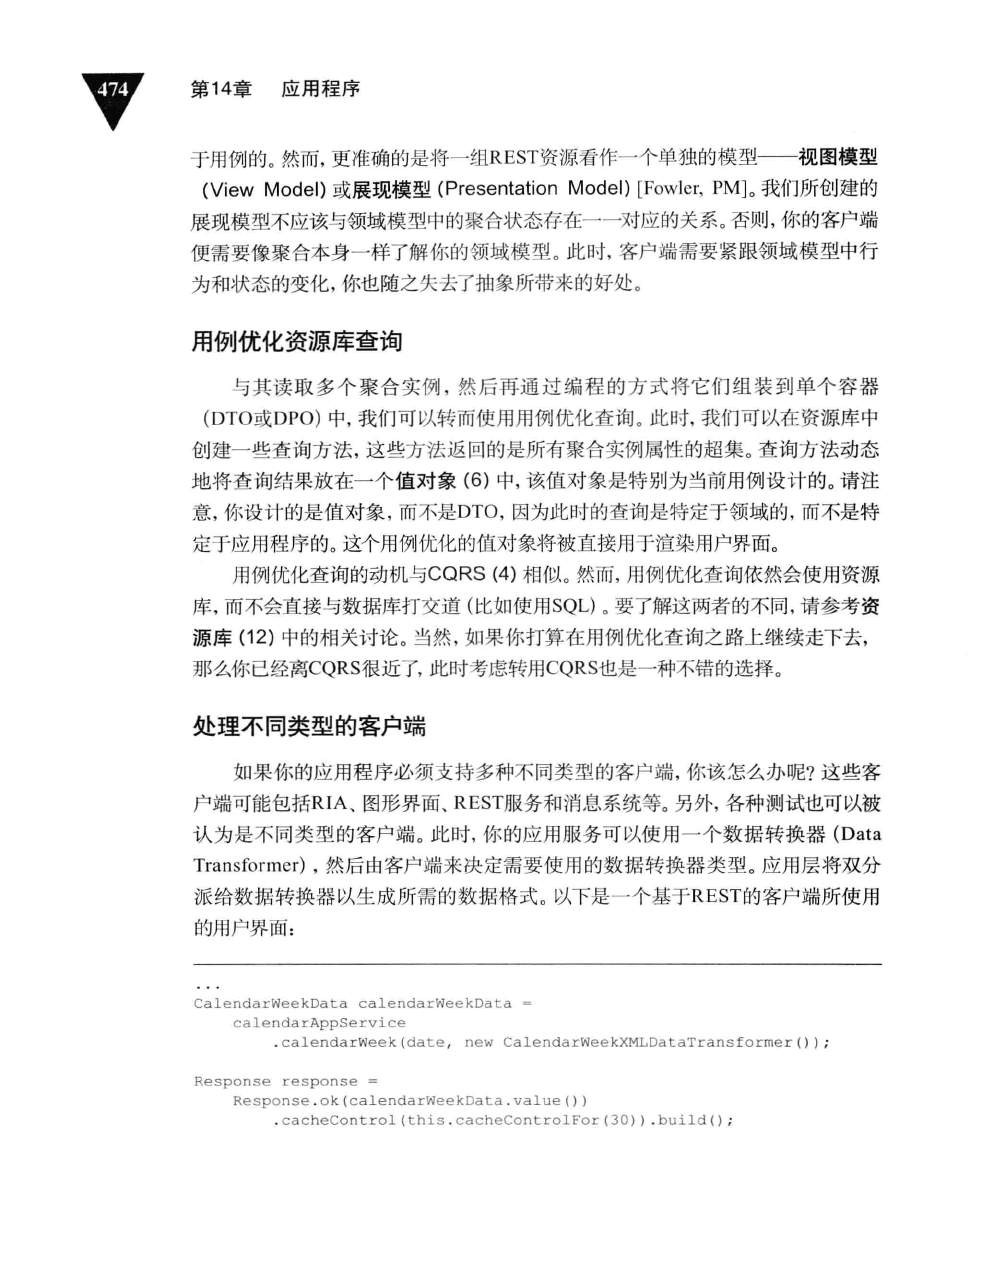 474 第14章 应用程序
于用例的。然而，更准确的是将一组REST资源看作一个单独的模型——视图模型
（View Model）或展现模型（Presentation Model）[Fowler, PM]。我们所创建的
展现模型不应该与领域模型中的聚合状态存在一一对应的关系。否则，你的客户端
便需要像聚合本身一样了解你的领域模型。此时，客户端需要紧跟领域模型中行
为和状态的变化，你也随之失去了抽象所带来的好处。
用例优化资源库查询
与其读取多个聚合实例，然后再通过编程的方式将它们组装到单个容器
（DTO或DPO）中，我们可以转而使用用例优化查询。此时，我们可以在资源库中
创建一些查询方法，这些方法返回的是所有聚合实例属性的超集。查询方法动态
地将查询结果放在一个值对象（6）中，该值对象是特别为当前用例设计的。请注
意，你设计的是值对象，而不是DTO，因为此时的查询是特定于领域的，而不是特
定于应用程序的。这个用例优化的值对象将被直接用于渲染用户界面。
用例优化查询的动机与CQRS（4）相似。然而，用例优化查询依然会使用资源
库，而不会直接与数据库打交道（比如使用SQL）。要了解这两者的不同，请参考资
源库（12）中的相关讨论。当然，如果你打算在用例优化查询之路上继续走下去，
那么你已经离CQRS很近了，此时考虑转用CQRS也是一种不错的选择。
处理不同类型的客户端
如果你的应用程序必须支持多种不同类型的客户端，你该怎么办呢？这些客
户端可能包括RIA、图形界面、REST服务和消息系统等。另外，各种测试也可以被
认为是不同类型的客户端。此时，你的应用服务可以使用一个数据转换器（Data
Transformer），然后由客户端来决定需要使用的数据转换器类型。应用层将双分
派给数据转换器以生成所需的数据格式。以下是一个基于REST的客户端所使用
的用户界面：
...
CalendarWeekData calendarWeekData =
calendarAppService
.calendarWeek(date, new CalendarWeekXMLDataTransformer());
Response response =
Response.ok(calendarWeekData.value())
.cacheControl(this.cacheControlFor(30)).build();